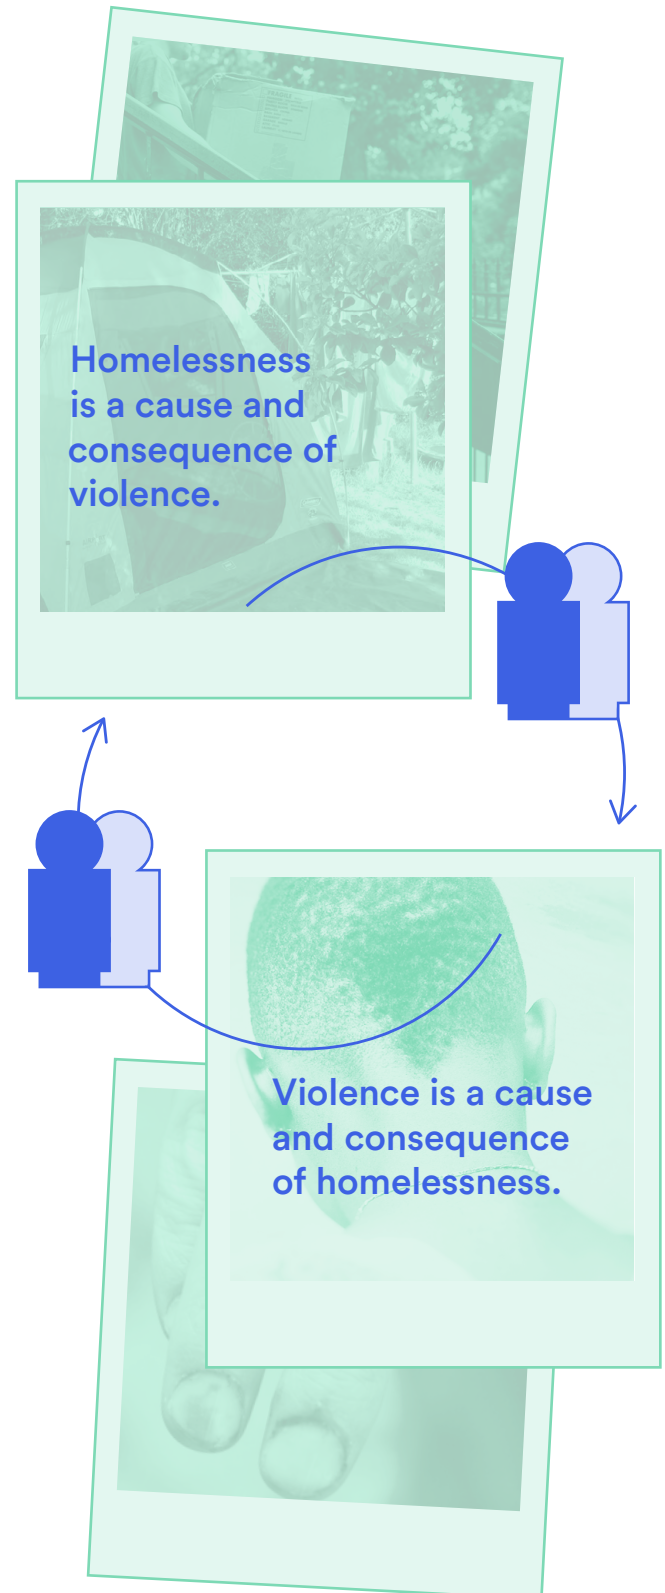 Homelessness
is a cause and
consequence of
violence.
Violence is a cause
and consequence
of homelessness.